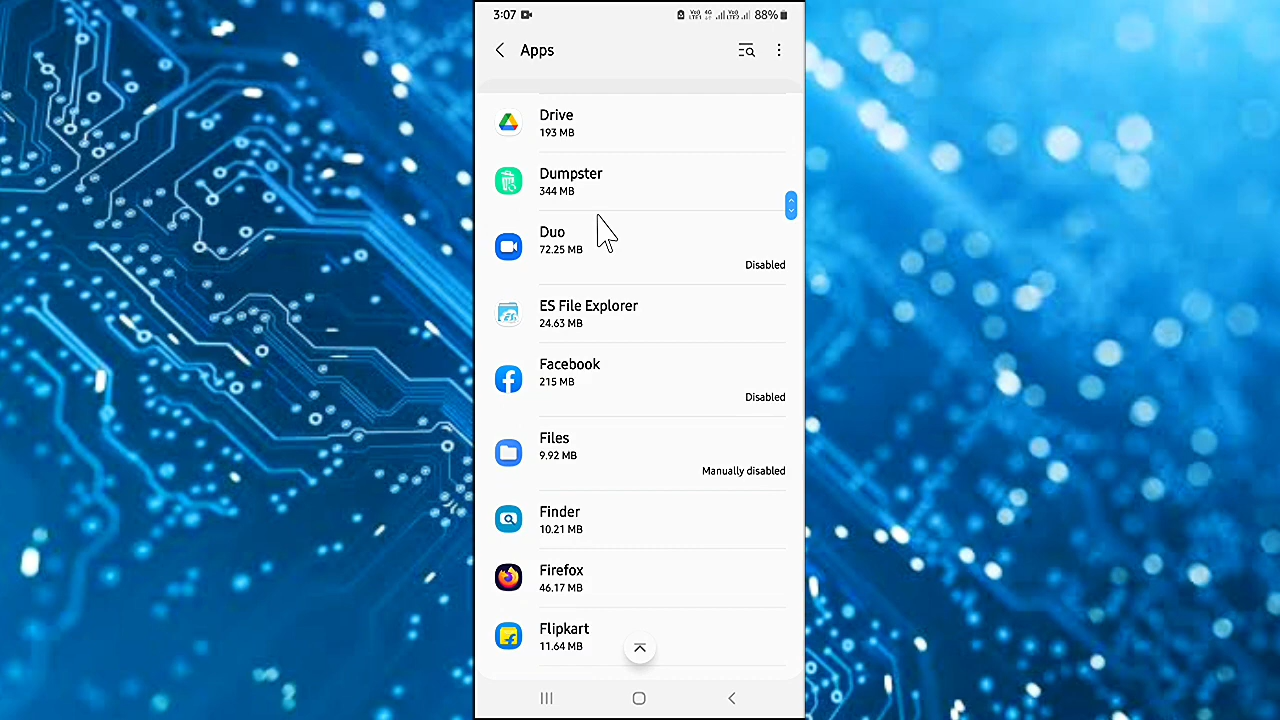 3:07
88%
Apps
Drive
193 MB
Dumpster
344 MB
Duo
72.25 MB
Disabled
ES File Explorer
24.63 MB
Facebook
215 MB
Disabled
Files
9.92 MB
Manually disabled
Finder
10.21 MB
Firefox
46.17 MB
Flipkart
11.64 MB